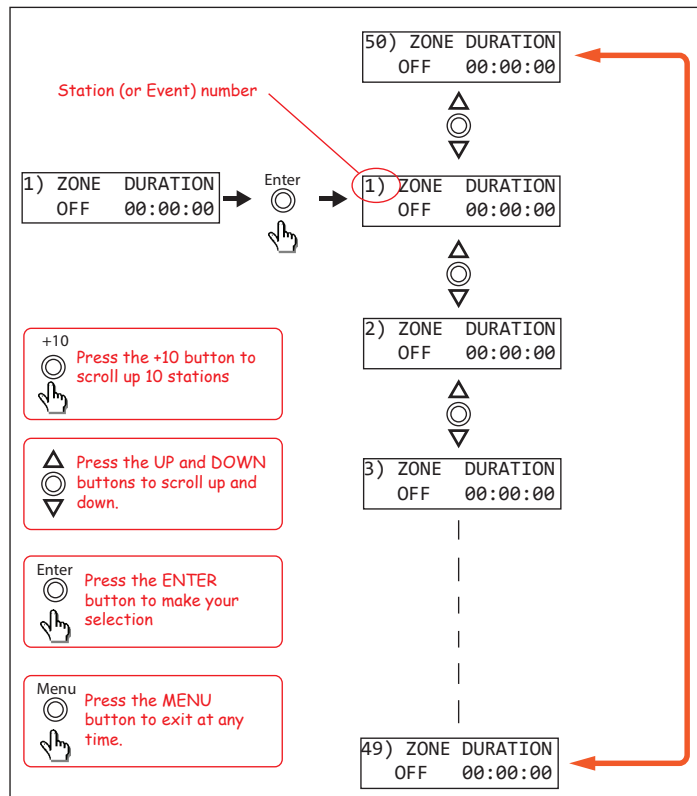 50) ZONE DURATION
OFF 00:00:00
Station (or Event) number
1) ZONE DURATION
OFF 00:00:00
Enter
1) ZONE DURATION
OFF 00:00:00
2) ZONE DURATION
OFF 00:00:00
+10
Press the +10 button to
scroll up 10 stations
3) ZONE DURATION
OFF 00:00:00
Press the UP and DOWN
buttons to scroll up and
down.
Enter
Press the ENTER
button to make your
selection
Menu
Press the MENU
button to exit at any
time.
49) ZONE DURATION
OFF 00:00:00